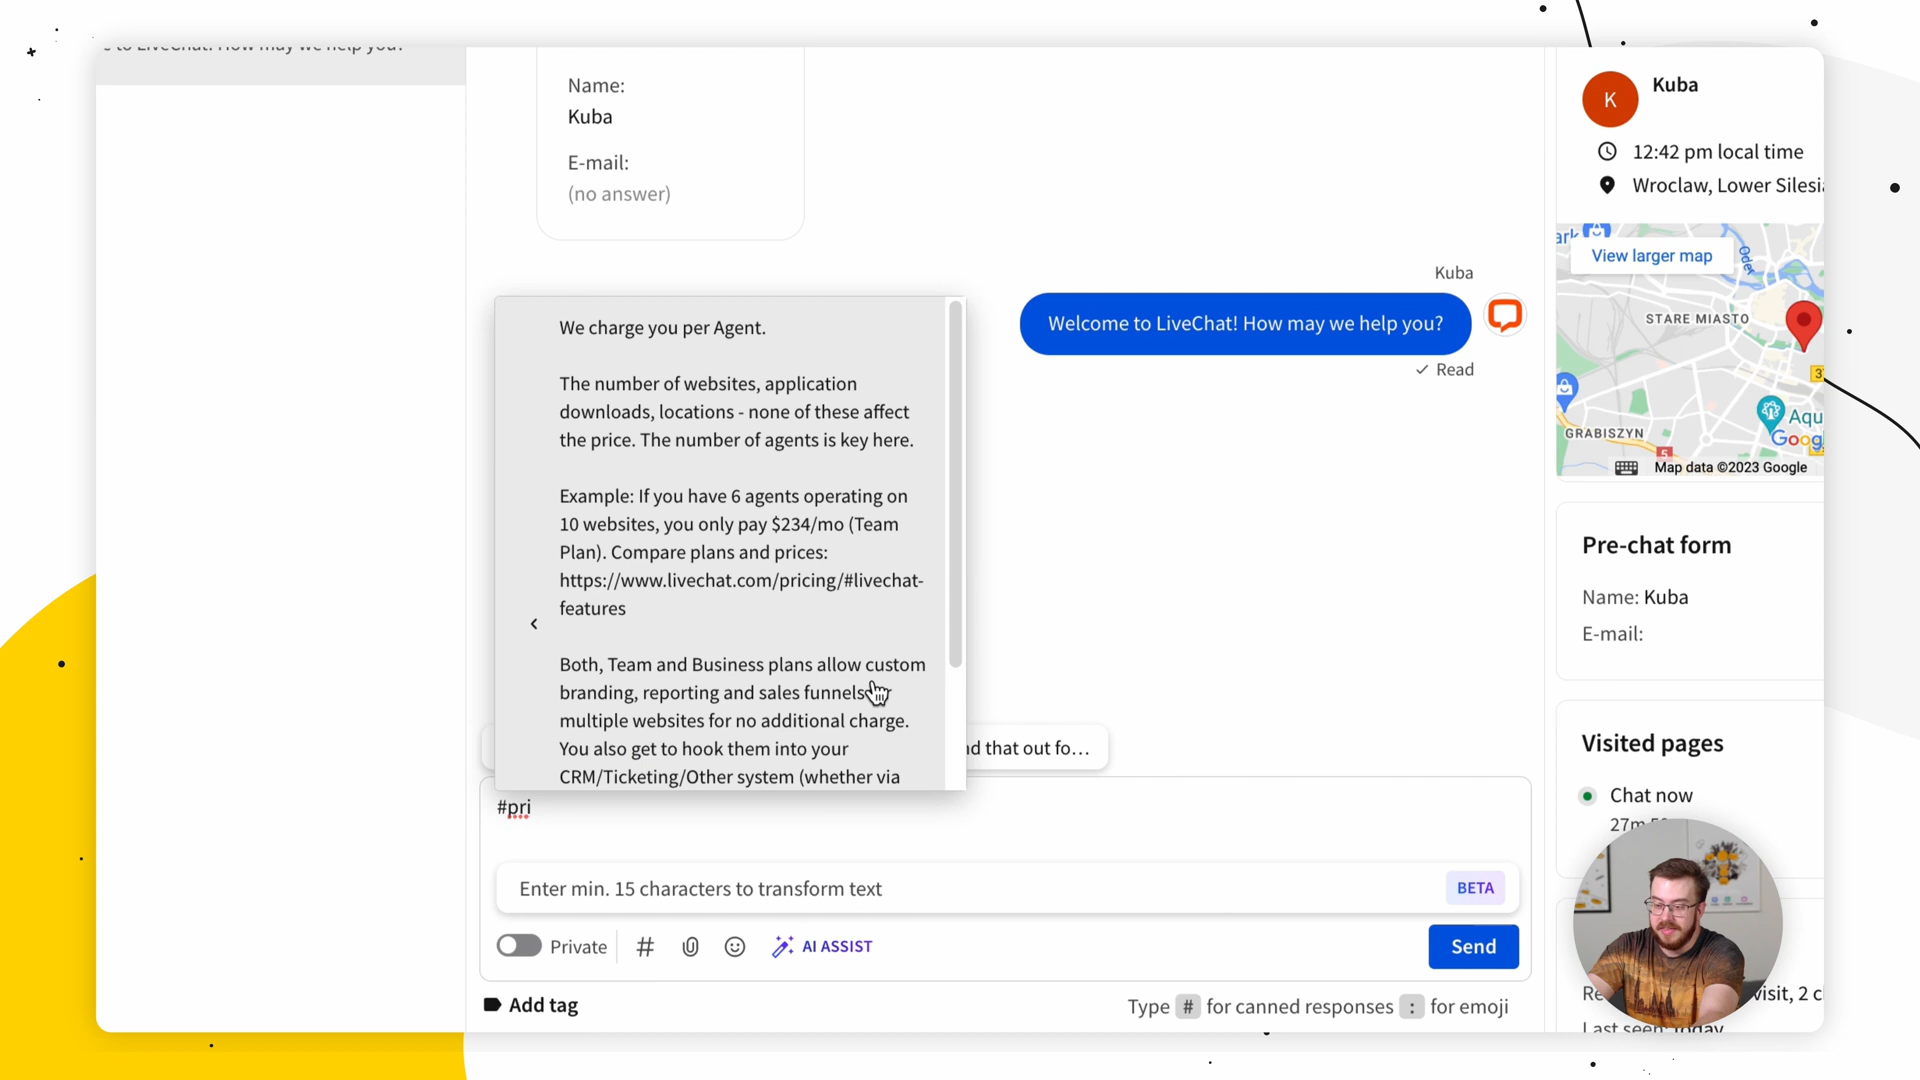 Name:
Kuba
E-mail:
(no answer)
Kuba
Welcome to LiveChat! How may we help you?
✓ Read
We charge you per Agent.
The number of websites, application
downloads, locations - none of these affect
the price. The number of agents is key here.
Example: If you have 6 agents operating on
10 websites, you only pay $234/mo (Team
Plan). Compare plans and prices:
https://www.livechat.com/pricing/#livechat-
features
Both, Team and Business plans allow custom
branding, reporting and sales funnels
multiple websites for no additional charge.
You also get to hook them into your
CRM/Ticketing/Other system (whether via
that out fo…
#pri
Enter min. 15 characters to transform text
BETA
Private
#
AI ASSIST
Send
Add tag
Type # for canned responses : for emoji
K
Kuba
12:42 pm local time
Wroclaw, Lower
View larger map
STARE MIASTO
GRABISZYN
Map data ©2023 Google
Pre-chat form
Name: Kuba
E-mail:
Visited pages
Chat now
27m
visit, 2
Last seen: Today